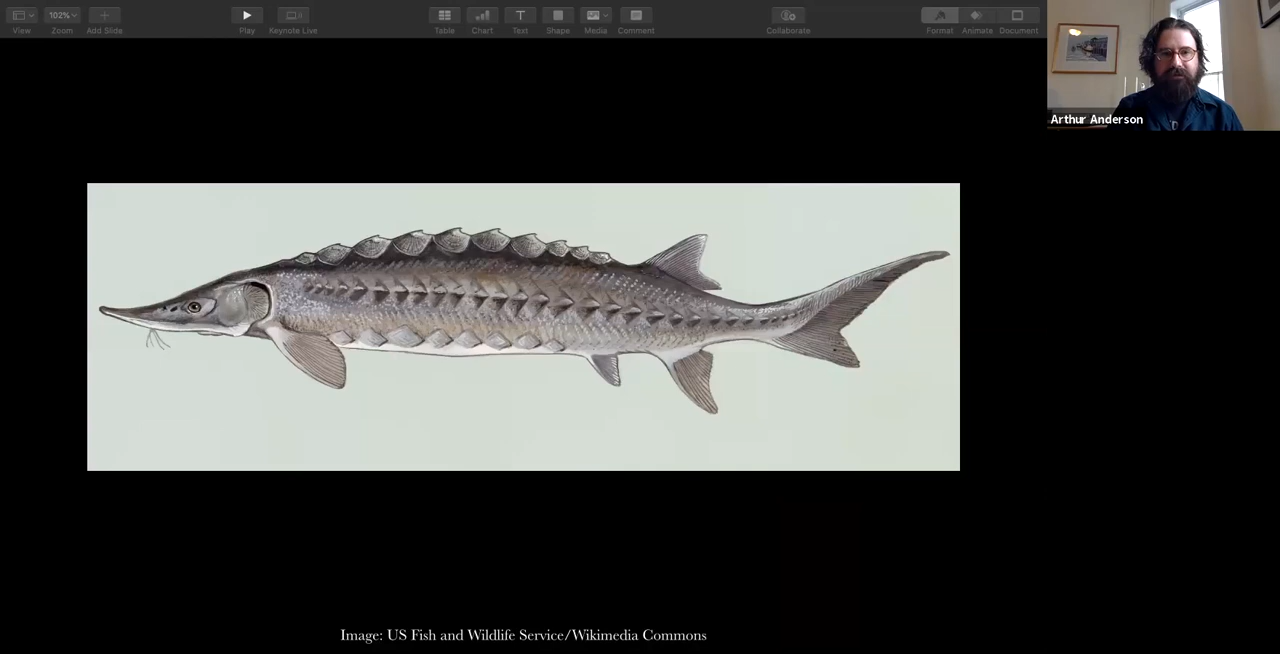 102%
View
Zoom
Add Slide
Play
Keynote Live
Table
Chart
Text
Shape
Media
Comment
Collaborate
Format
Animate
Document
Arthur Anderson
Image: US Fish and Wildlife Service/Wikimedia Commons